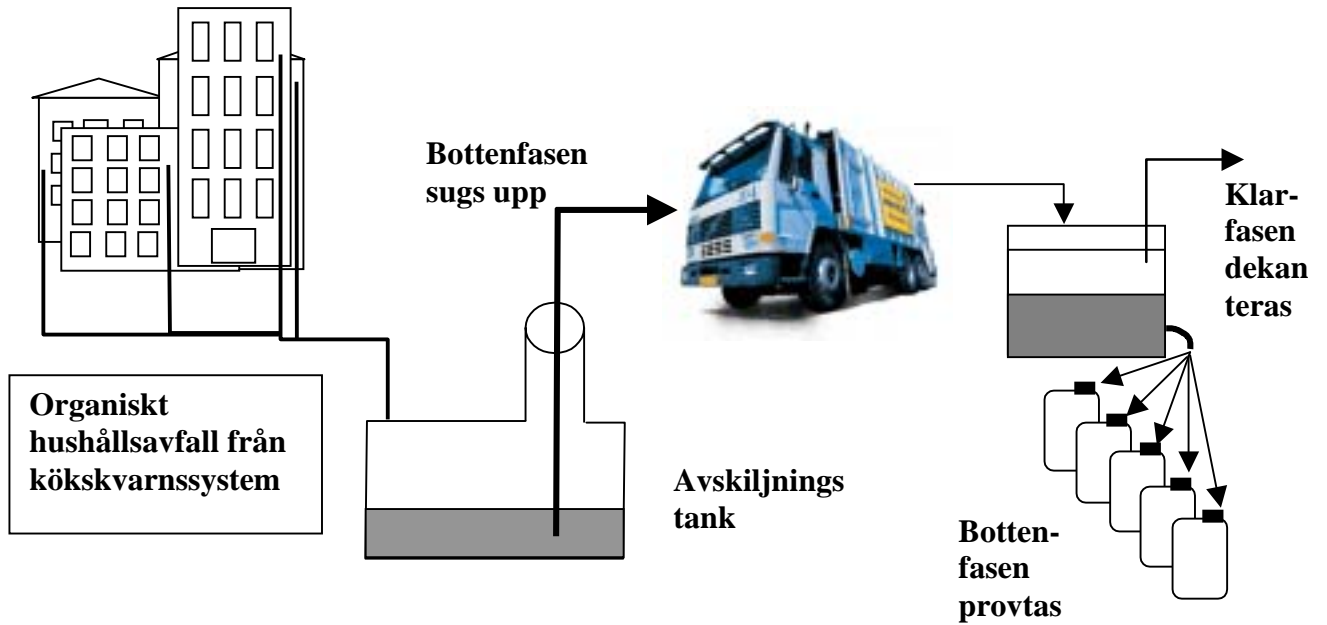 Bottenfasen
sugs upp
Klar-
fasen
dekan
teras
Organiskt
hushållsavfall från
kökskvarnssystem
Avskiljnings
tank
Botten-
fasen
provtas